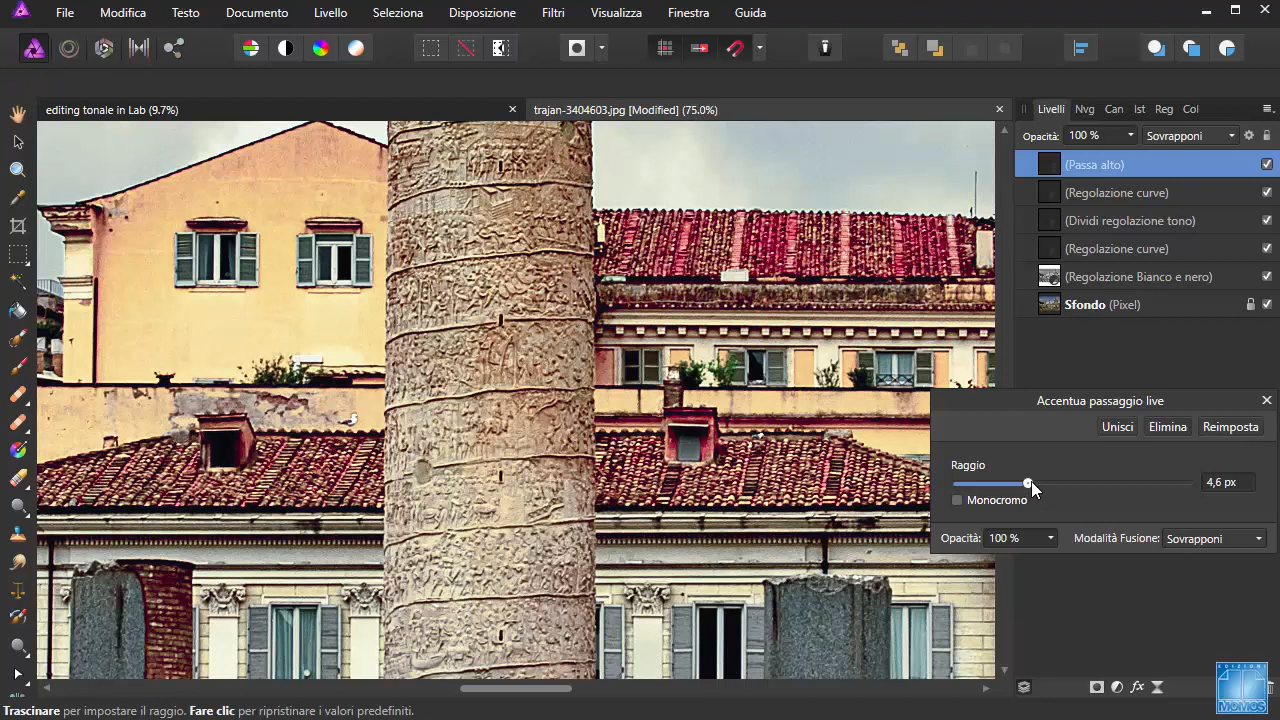 File Modifica Testo Documento Livello Seleziona Disposizione Filtri Visualizza Finestra Guida
editing tonale in Lab (9.7%)
trajan-3404603.jpg [Modified] (75.0%)
Livelli Nvg Can Ist Reg Col
Opacità: 100 % Sovrapponi
(Passa alto)
(Regolazione curve)
(Dividi regolazione tono)
(Regolazione curve)
(Regolazione Bianco e nero)
Sfondo (Pixel)
Accentua passaggio live
Unisci Elimina Reimposta
Raggio
4,6 px
Monocromo
Opacità: 100 % Modalità Fusione: Sovrapponi
fx
EDIZIONI
MOMOS
Trascinare per impostare il raggio. Fare clic per ripristinare i valori predefiniti.